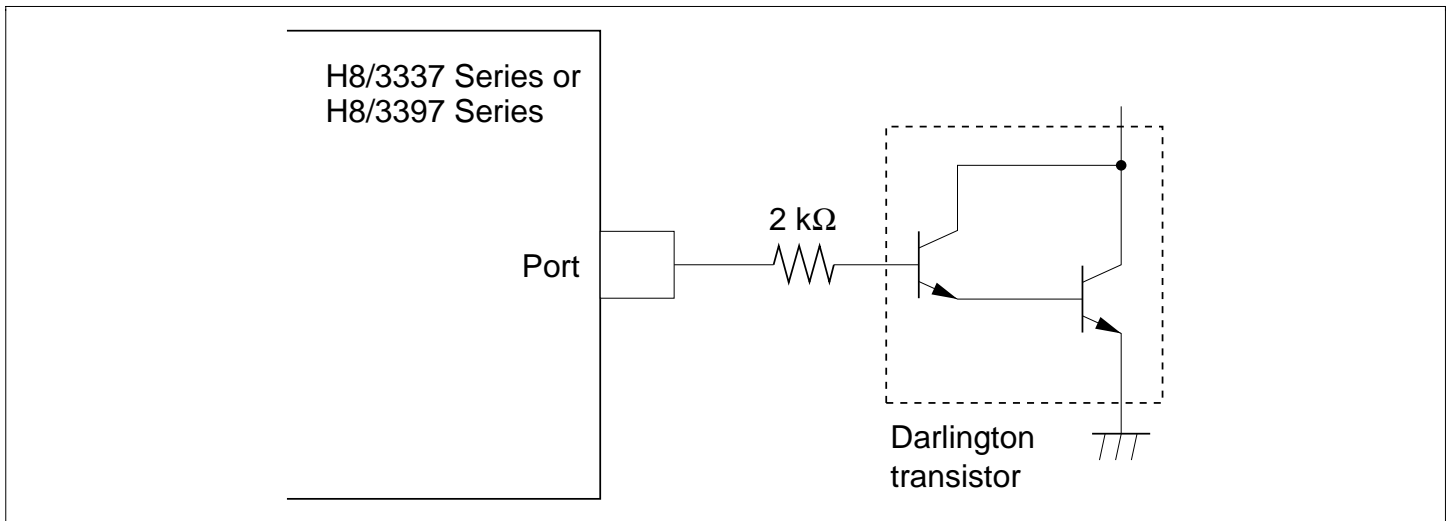 H8/3337 Series or
H8/3397 Series
2 kΩ
Port
Darlington
transistor